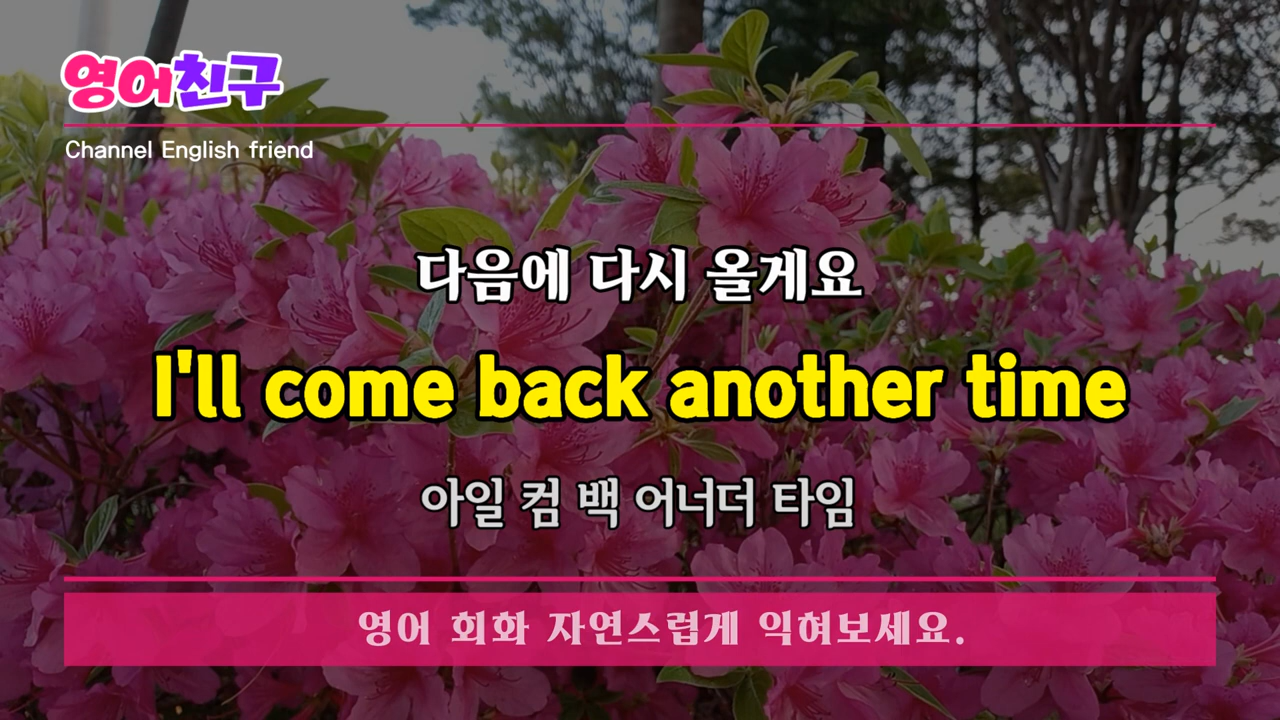 영어친구
Channel English friend
다음에 다시 올게요
I'll come back another time
아일 컴 백 어너더 타임
영어 회화 자연스럽게 익혀보세요.